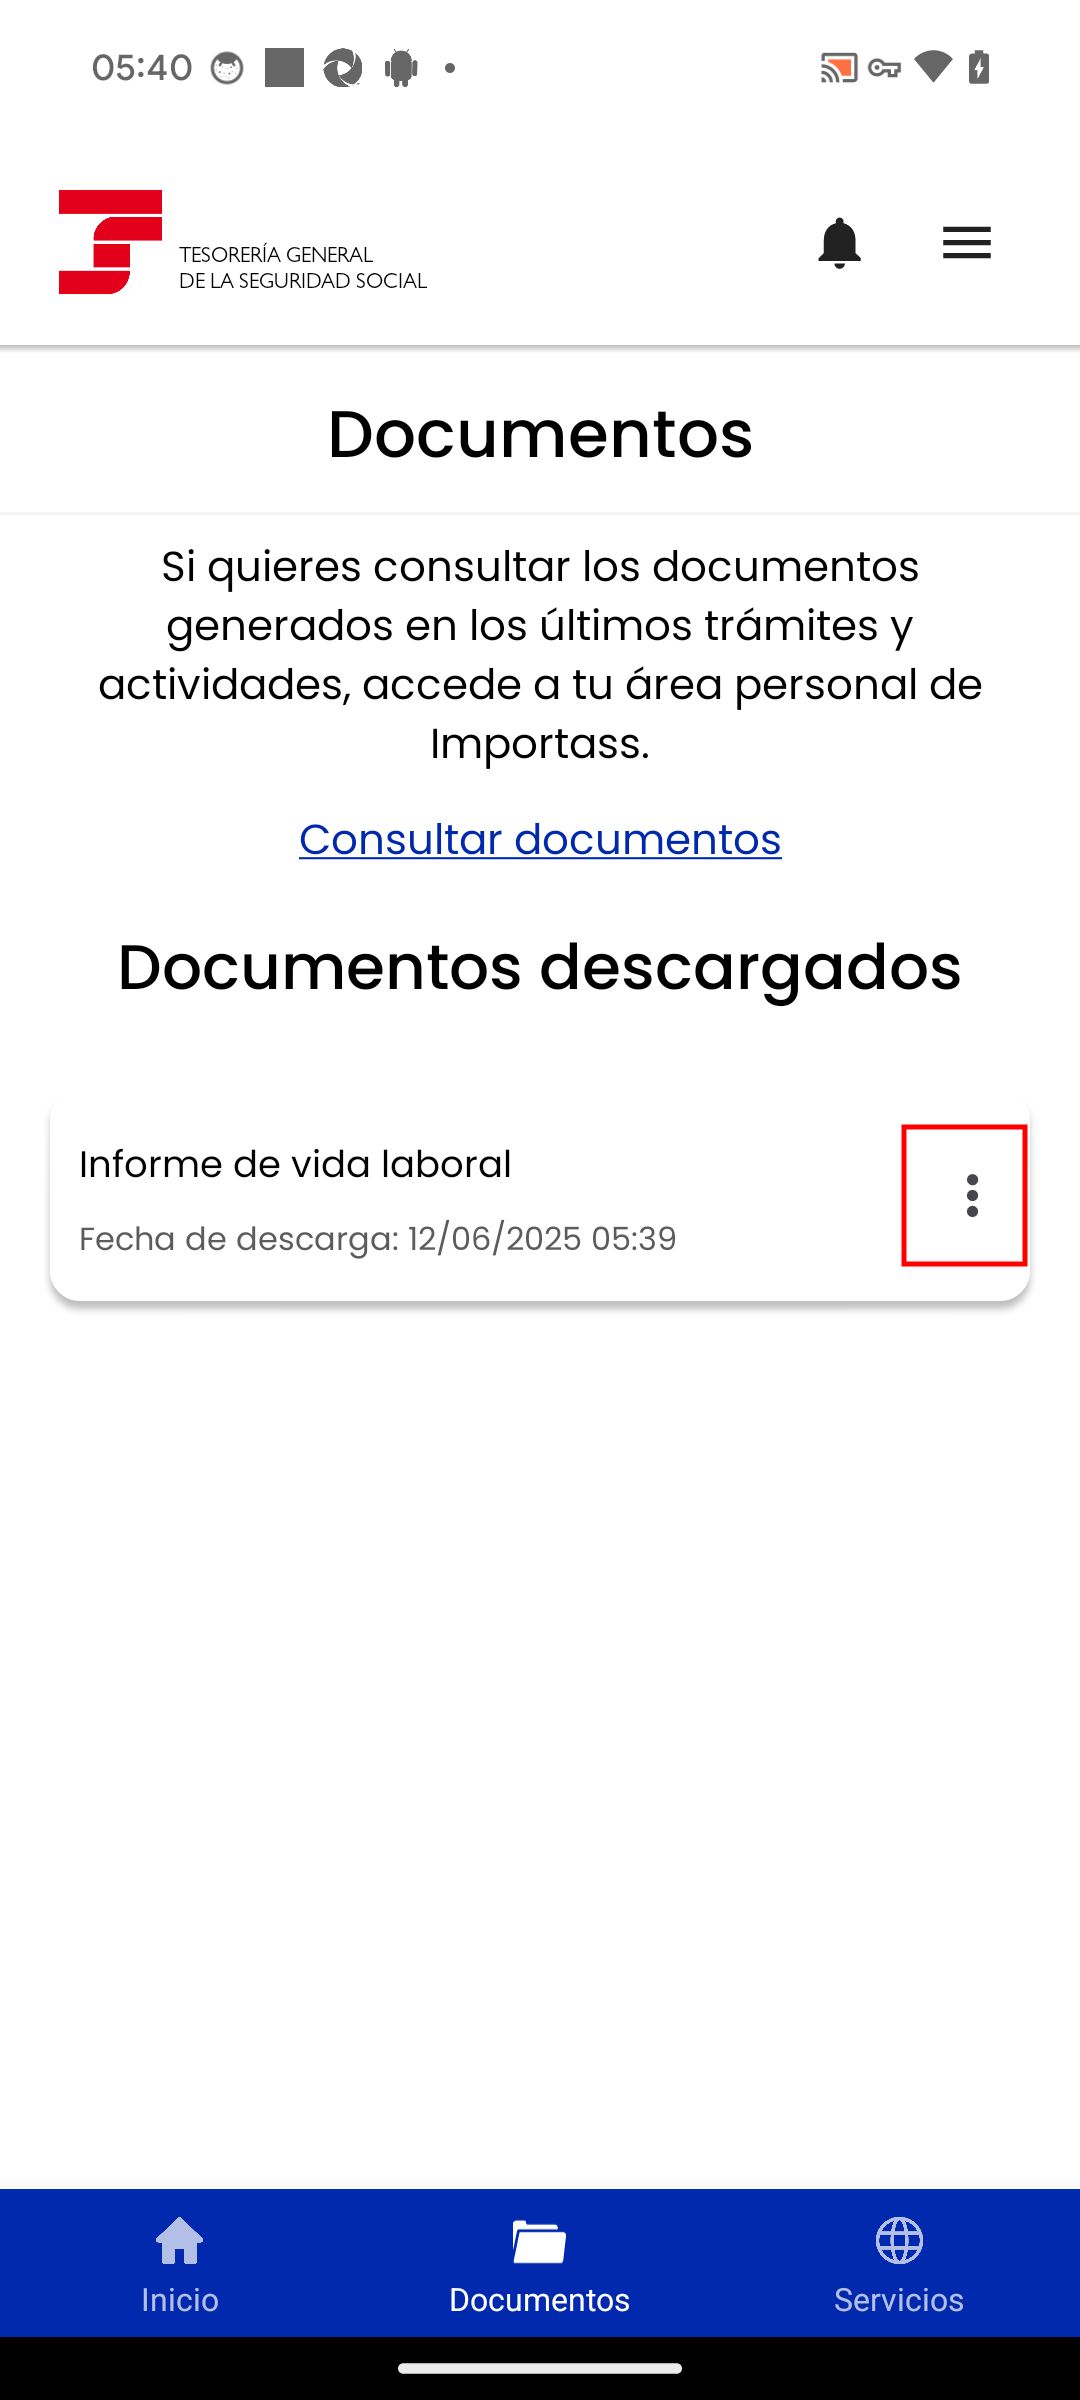 05:40
TESORERÍA GENERAL
DE LA SEGURIDAD SOCIAL
Documentos
Si quieres consultar los documentos
generados en los últimos trámites y
actividades, accede a tu área personal de
Importass.
Consultar documentos
Documentos descargados
Informe de vida laboral
Fecha de descarga: 12/06/2025 05:39
Inicio
Documentos
Servicios